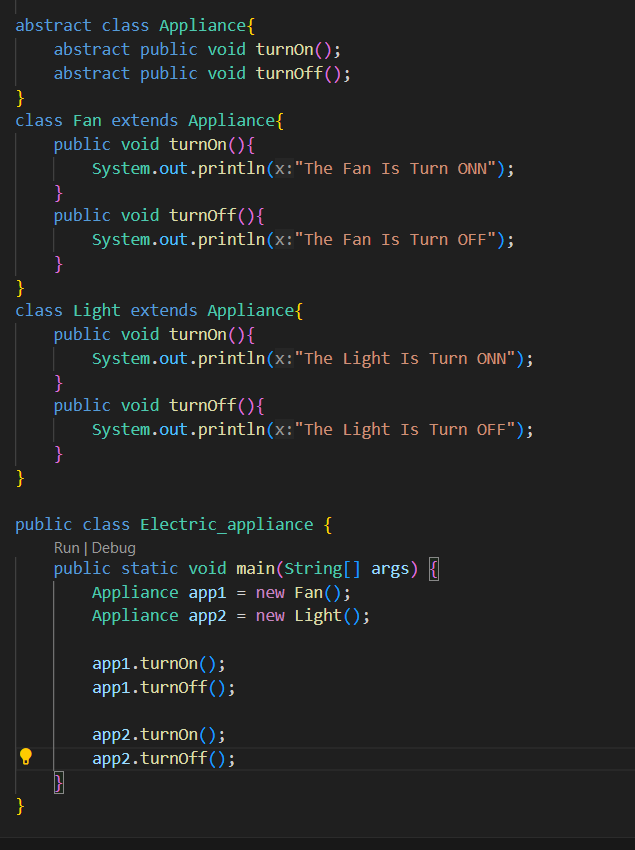 abstract class Appliance{
    abstract public void turnOn();
    abstract public void turnOff();
}
class Fan extends Appliance{
    public void turnOn(){
        System.out.println(x:"The Fan Is Turn ONN");
    }
    public void turnOff(){
        System.out.println(x:"The Fan Is Turn OFF");
    }
}
class Light extends Appliance{
    public void turnOn(){
        System.out.println(x:"The Light Is Turn ONN");
    }
    public void turnOff(){
        System.out.println(x:"The Light Is Turn OFF");
    }
}

public class Electric_appliance {
    Run | Debug
    public static void main(String[] args) {
        Appliance app1 = new Fan();
        Appliance app2 = new Light();

        app1.turnOn();
        app1.turnOff();

        app2.turnOn();
        app2.turnOff();
    }
}